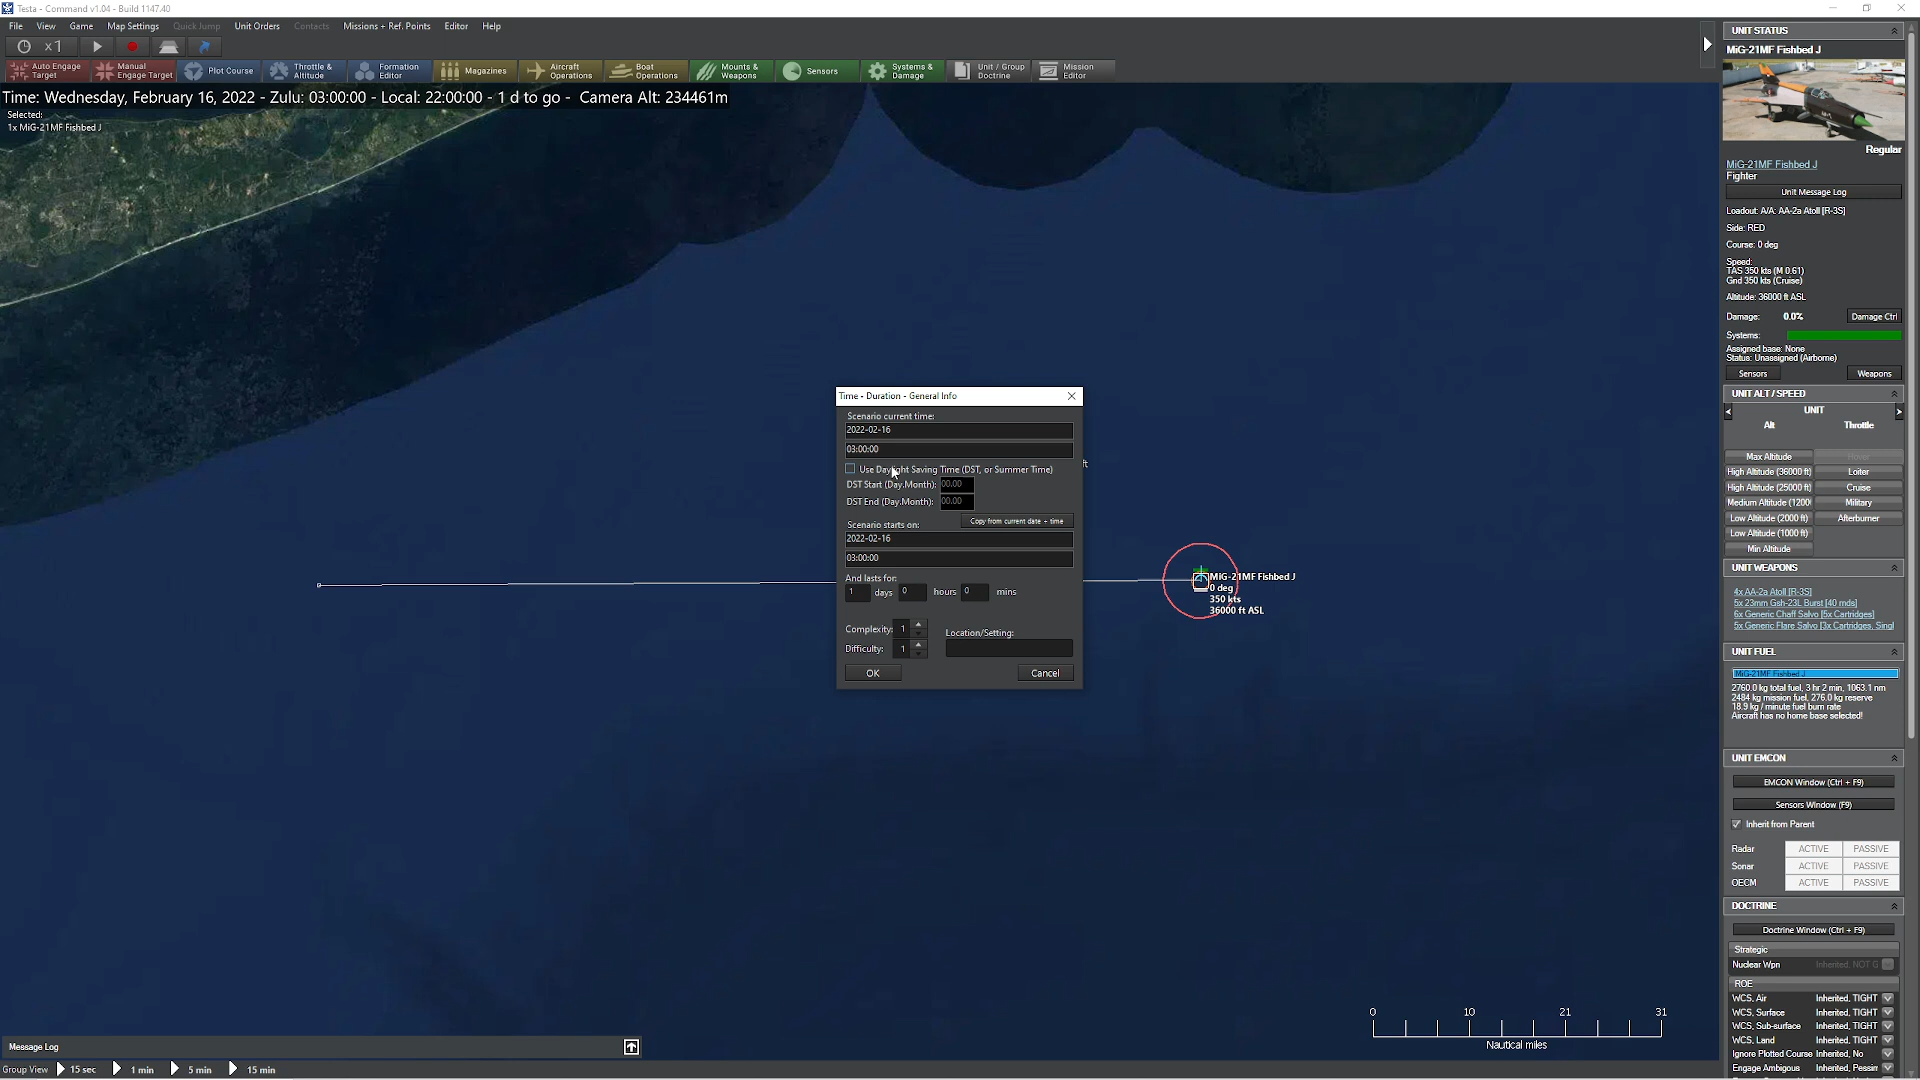 Testa - Command v1.04 - Build 1147.40
File View Game Map Settings Quick Jump Unit Orders Contacts Missions + Ref. Points Editor Help
x1
Auto Engage Target Manual Engage Target Plot Course Throttle & Altitude Formation Editor Magazines Aircraft Operations Boat Operations Mounts & Weapons Sensors Systems & Damage Unit / Group Doctrine Mission Editor
Time: Wednesday, February 16, 2022 - Zulu: 03:00:00 - Local: 22:00:00 - 1 d to go - Camera Alt: 234461m
Selected:
1x MiG-21MF Fishbed J
Time - Duration - General Info
Scenario current time:
2022-02-16
03:00:00
Use Daylight Saving Time (DST, or Summer Time)
DST Start (Day.Month): 00.00
DST End (Day.Month): 00.00
Scenario starts on: Copy from current date + time
2022-02-16
03:00:00
And lasts for:
1 days 0 hours 0 mins
Complexity: 1 Location/Setting:
Difficulty: 1
OK Cancel
ft
MiG-21MF Fishbed J
0 deg
350 kts
36000 ft ASL
0 10 21 31
Nautical miles
Message Log
Group View 15 sec 1 min 5 min 15 min
UNIT STATUS
MiG-21MF Fishbed J
Regular
MiG-21MF Fishbed J
Fighter
Unit Message Log
Loadout: A/A: AA-2a Atoll [R-3S]
Side: RED
Course: 0 deg
Speed:
TAS 350 kts (M 0.61)
Gnd 350 kts (Cruise)
Altitude: 36000 ft ASL
Damage: 0.0% Damage Ctrl
Systems:
Assigned base: None
Status: Unassigned (Airborne)
Sensors Weapons
UNIT ALT / SPEED
< UNIT >
Alt Throttle
Max Altitude Hover
High Altitude (36000 ft) Loiter
High Altitude (25000 ft) Cruise
Medium Altitude (1200 Military
Low Altitude (2000 ft) Afterburner
Low Altitude (1000 ft)
Min Altitude
UNIT WEAPONS
4x AA-2a Atoll [R-3S]
5x 23mm Gsh-23L Burst [40 rnds]
6x Generic Chaff Salvo [5x Cartridges]
5x Generic Flare Salvo [3x Cartridges, Singl
UNIT FUEL
MiG-21MF Fishbed J
2760.0 kg total fuel, 3 hr 2 min, 1063.1 nm
2484 kg mission fuel, 276.0 kg reserve
18.9 kg / minute fuel burn rate
Aircraft has no home base selected!
UNIT EMCON
EMCON Window (Ctrl + F9)
Sensors Window (F9)
Inherit from Parent
Radar ACTIVE PASSIVE
Sonar ACTIVE PASSIVE
OECM ACTIVE PASSIVE
DOCTRINE
Doctrine Window (Ctrl + F9)
Strategic
Nuclear Wpn Inherited, NOT G
ROE
WCS, Air Inherited, TIGHT
WCS, Surface Inherited, TIGHT
WCS, Sub-surface Inherited, TIGHT
WCS, Land Inherited, TIGHT
Ignore Plotted Course Inherited, No
Engage Ambiguous Inherited, Pessim